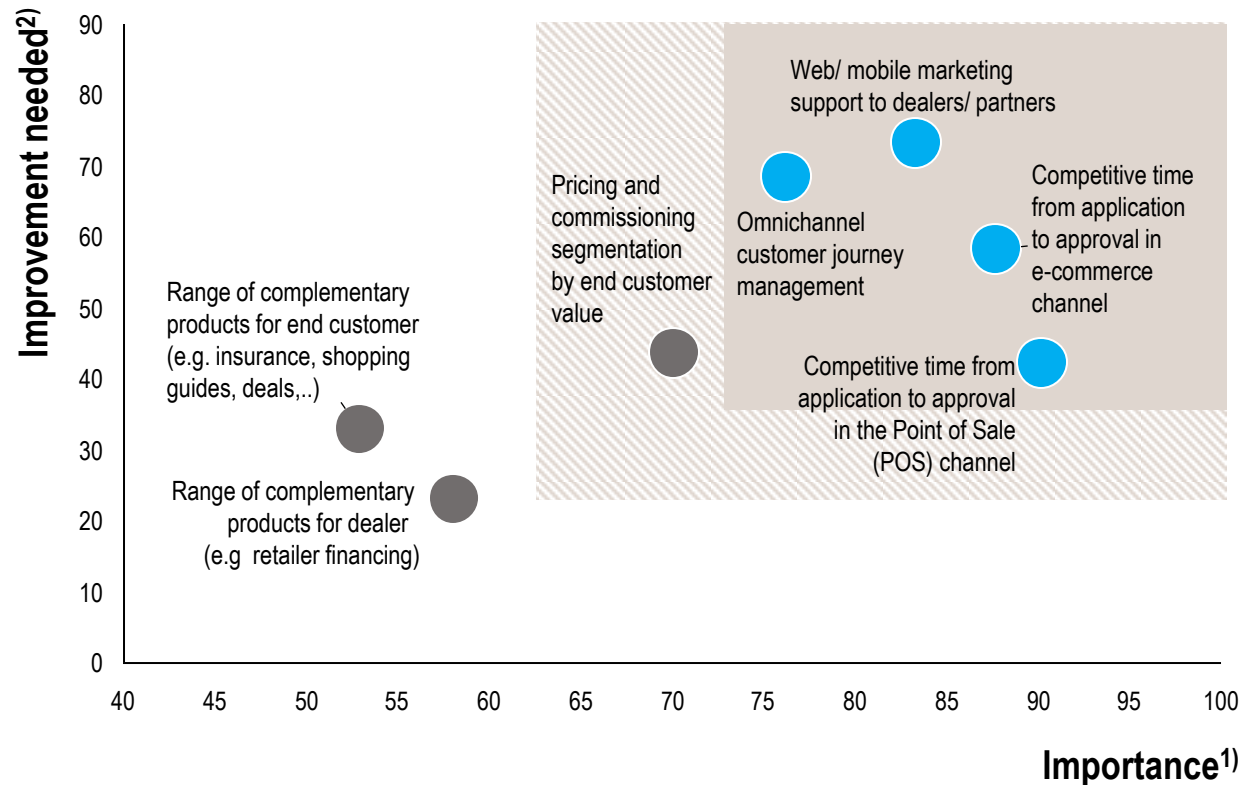 Improvement needed2)
90
80
70
60
50
40
30
20
10
0
Web/ mobile marketing
support to dealers/ partners
Pricing and
commissioning
segmentation
by end customer
value
Omnichannel
customer journey
management
Competitive time
from application
to approval in
e-commerce
channel
Range of complementary
products for end customer
(e.g. insurance, shopping
guides, deals,..)
Competitive time from
application to approval
in the Point of Sale
(POS) channel
Range of complementary
products for dealer
(e.g retailer financing)
40 45 50 55 60 65 70 75 80 85 90 95 100
Importance1)